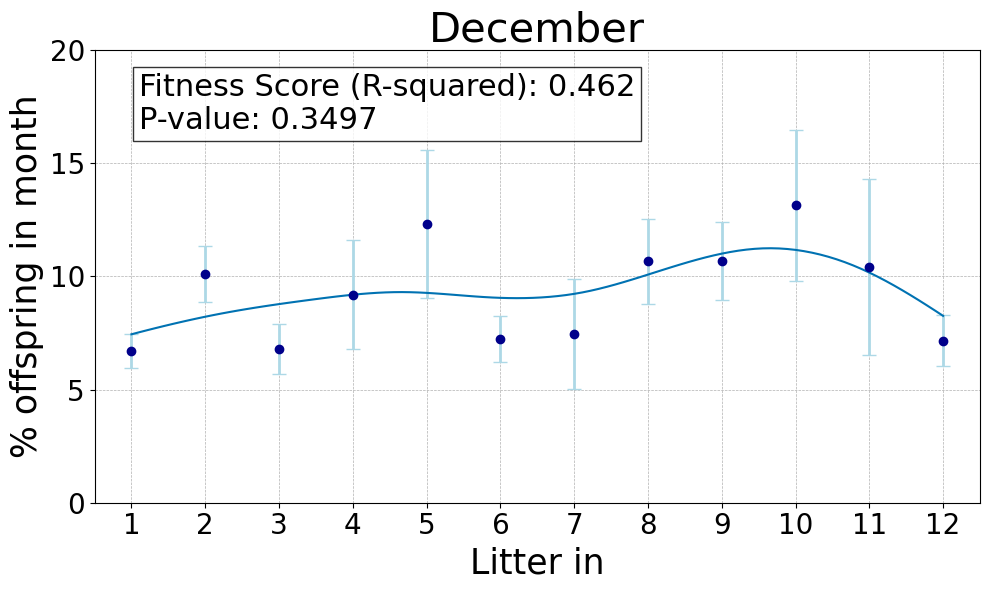 December
Fitness Score (R-squared): 0.462
P-value: 0.3497
% offspring in month
20
15
10
5
0
1 2 3 4 5 6 7 8 9 10 11 12
Litter in